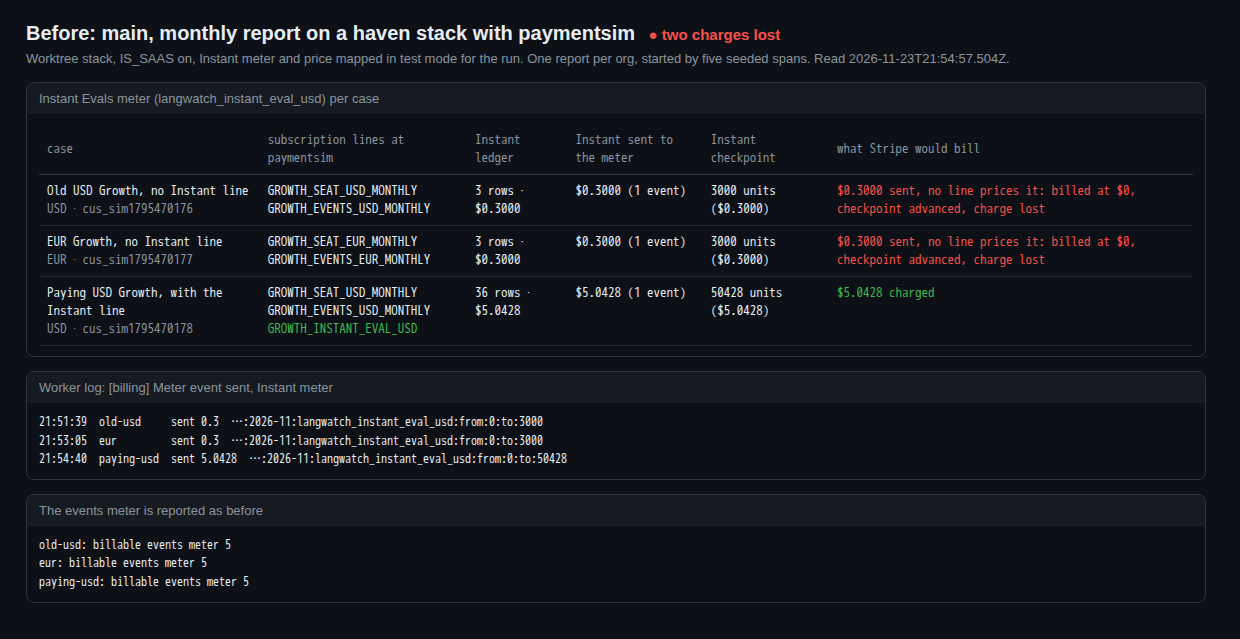 Before: main, monthly report on a haven stack with paymentsim ● two charges lost
Worktree stack, IS_SAAS on, Instant meter and price mapped in test mode for the run. One report per org, started by five seeded spans. Read 2026-11-23T21:54:57.504Z.
Instant Evals meter (langwatch_instant_eval_usd) per case
case
subscription lines at
paymentsim
Instant
ledger
Instant sent to
the meter
Instant
checkpoint
what Stripe would bill
Old USD Growth, no Instant line
USD · cus_sim1795470176
GROWTH_SEAT_USD_MONTHLY
GROWTH_EVENTS_USD_MONTHLY
3 rows ·
$0.3000
$0.3000 (1 event)
3000 units
($0.3000)
$0.3000 sent, no line prices it: billed at $0,
checkpoint advanced, charge lost
EUR Growth, no Instant line
EUR · cus_sim1795470177
GROWTH_SEAT_EUR_MONTHLY
GROWTH_EVENTS_EUR_MONTHLY
3 rows ·
$0.3000
$0.3000 (1 event)
3000 units
($0.3000)
$0.3000 sent, no line prices it: billed at $0,
checkpoint advanced, charge lost
Paying USD Growth, with the
Instant line
USD · cus_sim1795470178
GROWTH_SEAT_USD_MONTHLY
GROWTH_EVENTS_USD_MONTHLY
GROWTH_INSTANT_EVAL_USD
36 rows ·
$5.0428
$5.0428 (1 event)
50428 units
($5.0428)
$5.0428 charged
Worker log: [billing] Meter event sent, Instant meter
21:51:39 old-usd sent 0.3 …:2026-11:langwatch_instant_eval_usd:from:0:to:3000
21:53:05 eur sent 0.3 …:2026-11:langwatch_instant_eval_usd:from:0:to:3000
21:54:40 paying-usd sent 5.0428 …:2026-11:langwatch_instant_eval_usd:from:0:to:50428
The events meter is reported as before
old-usd: billable events meter 5
eur: billable events meter 5
paying-usd: billable events meter 5